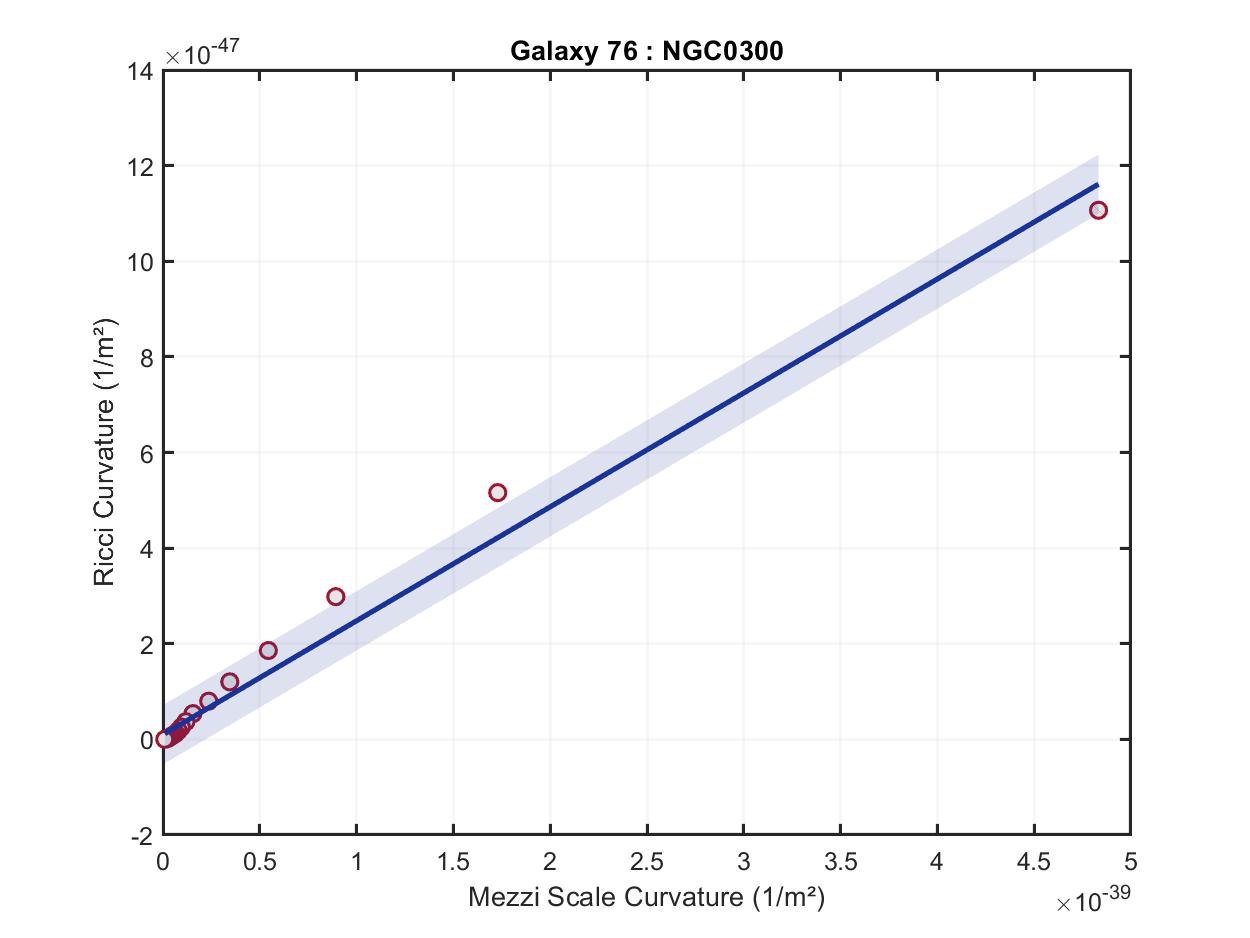 Galaxy 76 : NGC0300
×10⁻⁴⁷
14
12
10
8
6
4
2
0
-2
Ricci Curvature (1/m²)
0 0.5 1 1.5 2 2.5 3 3.5 4 4.5 5
Mezzi Scale Curvature (1/m²)
×10⁻³⁹